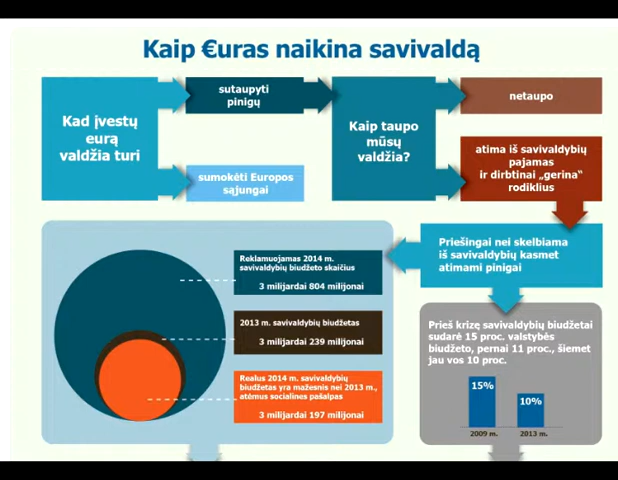 Kaip €uras naikina savivaldą
Kad įvestų
eurą
valdžia turi
sutaupyti
pinigų
sumokėti Europos
sąjungai
Kaip taupo
mūsų
valdžia?
netaupo
atima iš savivaldybių
pajamas
ir dirbtinai „gerina“
rodiklius
Priešingai nei skelbiama
iš savivaldybių kasmet
atimami pinigai
Reklamuojamas 2014 m.
savivaldybių biudžeto skaičius
3 milijardai 804 milijonai
2013 m. savivaldybių biudžetas
3 milijardai 239 milijonai
Realus 2014 m. savivaldybių
biudžetas yra mažesnis nei 2013 m.,
atėmus socialines pašalpas
3 milijardai 197 milijonai
Prieš krizę savivaldybių biudžetai
sudarė 15 proc. valstybės
biudžeto, pernai 11 proc., šiemet
jau vos 10 proc.
15%
10%
2009 m.
2013 m.